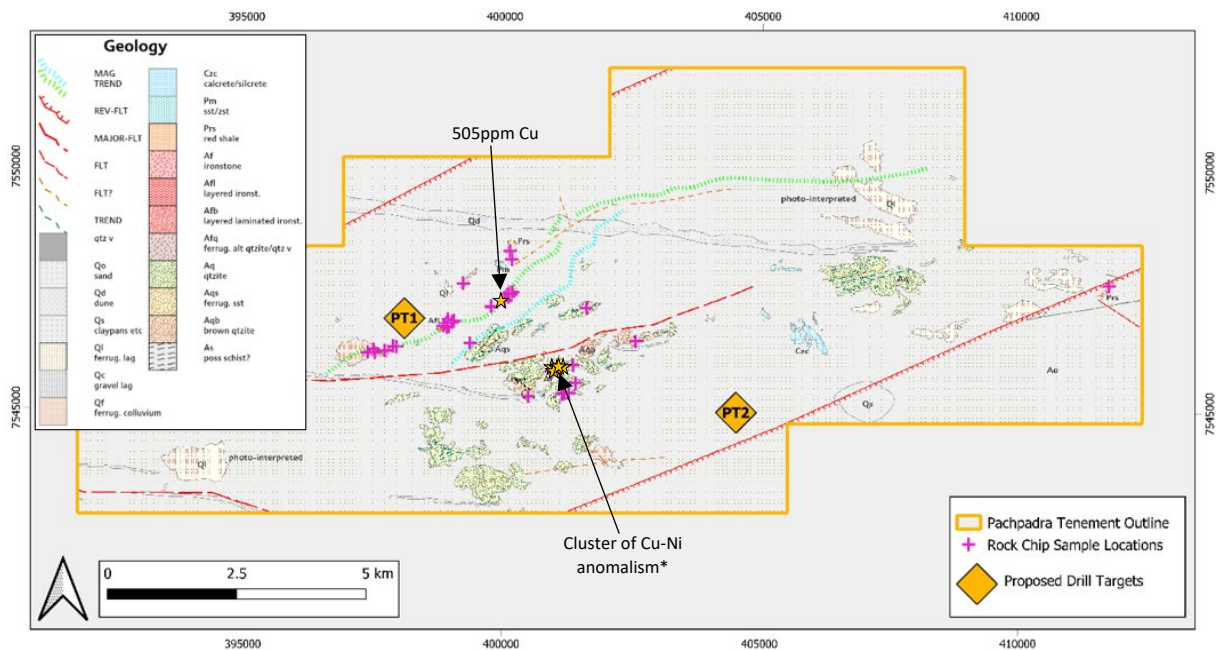 395000 400000 405000 410000
Geology
MAG
TREND
REV-FLT
MAJOR-FLT
FLT
FLT?
TREND
qtz v
Qo
sand
Qd
dune
Qs
claypans etc
Ql
ferrug. lag
Qc
gravel lag
Qf
ferrug. colluvium
Czc
calcrete/silcrete
Pm
sst/zst
Prs
red shale
Af
ironstone
Afl
layered ironst.
Afb
layered laminated ironst.
Afq
ferrug. alt qtzite/qtz v
Aq
qtzite
Aqs
ferrug. sst
Aqb
brown qtzite
As
poss schist?
7550000
7550000
505ppm Cu
photo-interpreted
Ql
Qd
Prs
Pm
Ql
Prs
PT1
Aqs
Czc
Ao
Qs
7545000
PT2
7545000
photo-interpreted
Ql
Cluster of Cu-Ni
anomalism*
Pachpadra Tenement Outline
Rock Chip Sample Locations
Proposed Drill Targets
0 2.5 5 km
395000 400000 405000 410000